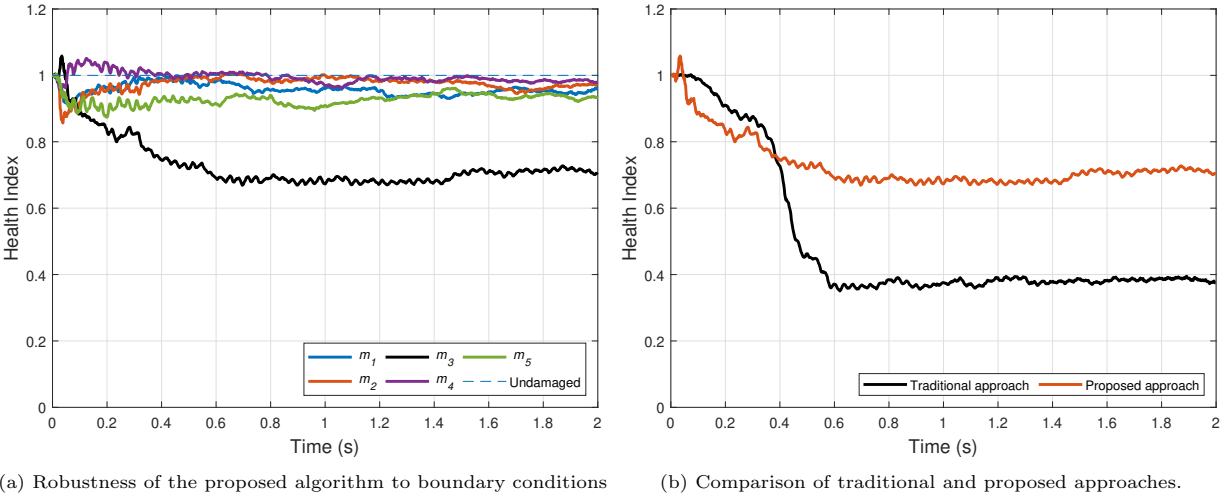 1.2
1
0.8
0.6
0.4
0.2
0
Health Index
0 0.2 0.4 0.6 0.8 1 1.2 1.4 1.6 1.8 2
Time (s)
m1 m3 m5
m2 m4 Undamaged
(a) Robustness of the proposed algorithm to boundary conditions
1.2
1
0.8
0.6
0.4
0.2
0
Health Index
0 0.2 0.4 0.6 0.8 1 1.2 1.4 1.6 1.8 2
Time (s)
Traditional approach Proposed approach
(b) Comparison of traditional and proposed approaches.